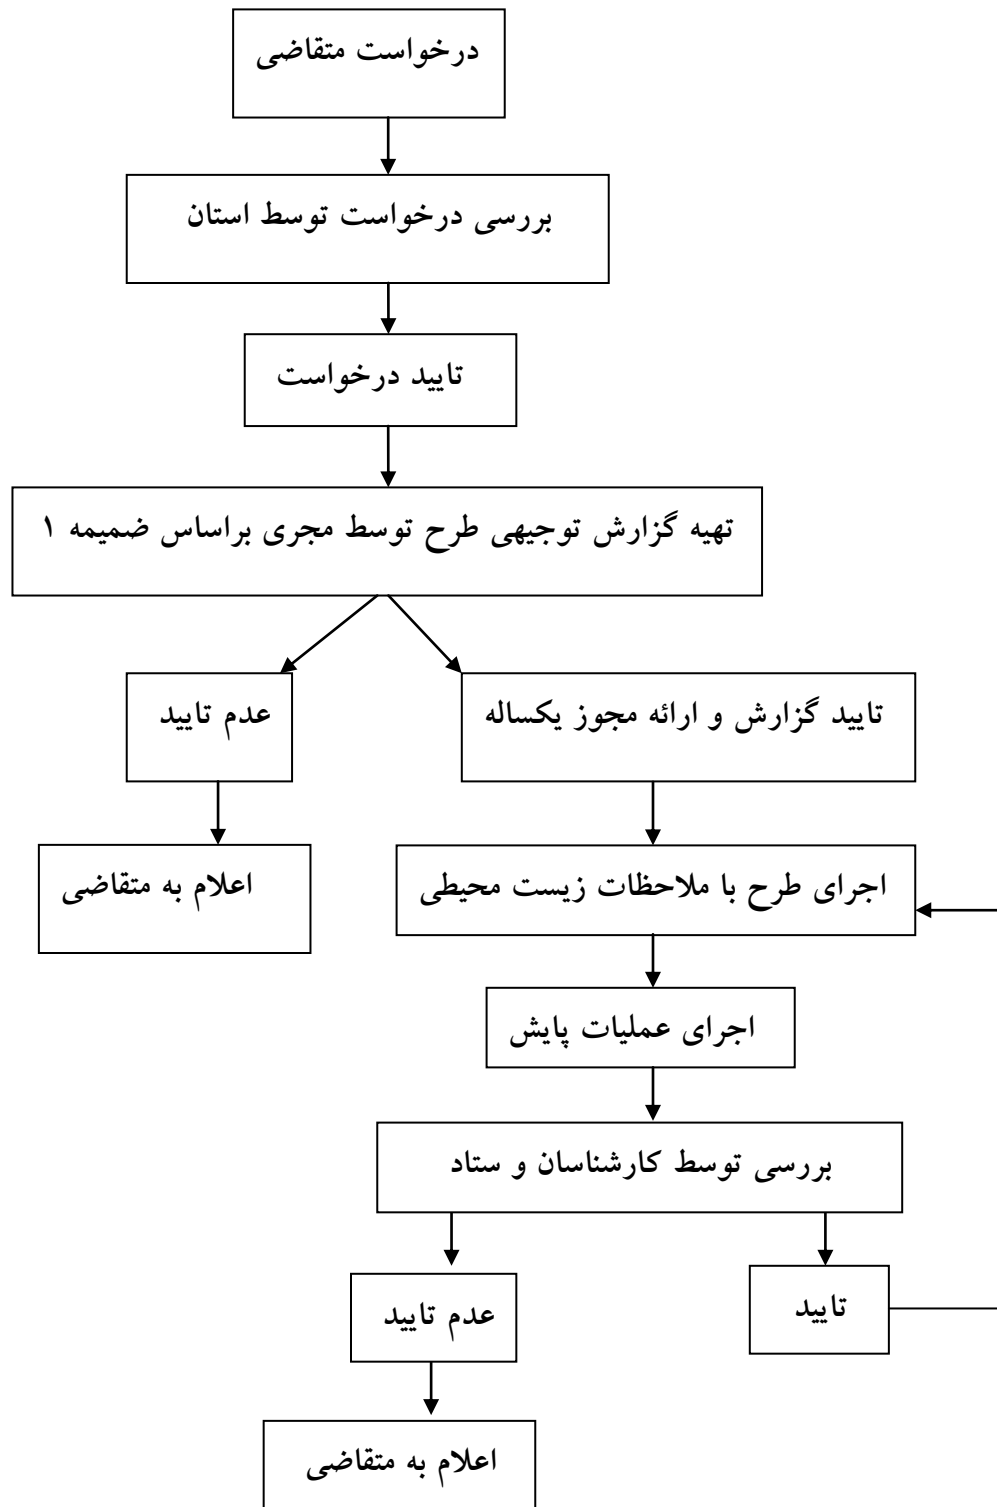 درخواست متقاضی
بررسی درخواست توسط استان
تایید درخواست
تهیه گزارش توجیهی طرح توسط مجری براساس ضمیمه ۱
تایید گزارش و ارائه مجوز یکساله
عدم تایید
اجرای طرح با ملاحظات زیست محیطی
اعلام به متقاضی
اجرای عملیات پایش
بررسی توسط کارشناسان و ستاد
تایید
عدم تایید
اعلام به متقاضی